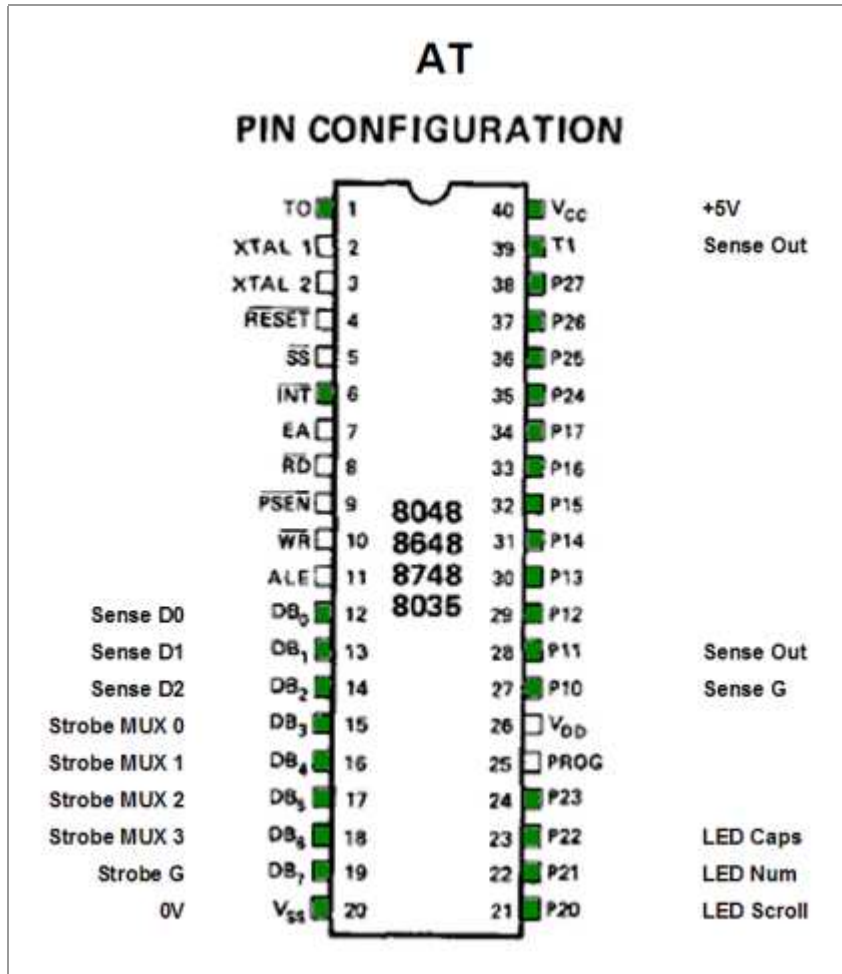 AT
PIN CONFIGURATION
TO 1 40 VCC +5V
XTAL 1 2 39 T1 Sense Out
XTAL 2 3 38 P27
RESET 4 37 P26
SS 5 36 P25
INT 6 35 P24
EA 7 34 P17
RD 8 33 P16
PSEN 9 8048 32 P15
WR 10 8648 31 P14
8748
ALE 11 8035 30 P13
Sense D0 DB0 12 29 P12
Sense D1 DB1 13 28 P11 Sense Out
Sense D2 DB2 14 27 P10 Sense G
Strobe MUX 0 DB3 15 26 VDD
Strobe MUX 1 DB4 16 25 PROG
Strobe MUX 2 DB5 17 24 P23
Strobe MUX 3 DB6 18 23 P22 LED Caps
Strobe G DB7 19 22 P21 LED Num
0V VSS 20 21 P20 LED Scroll